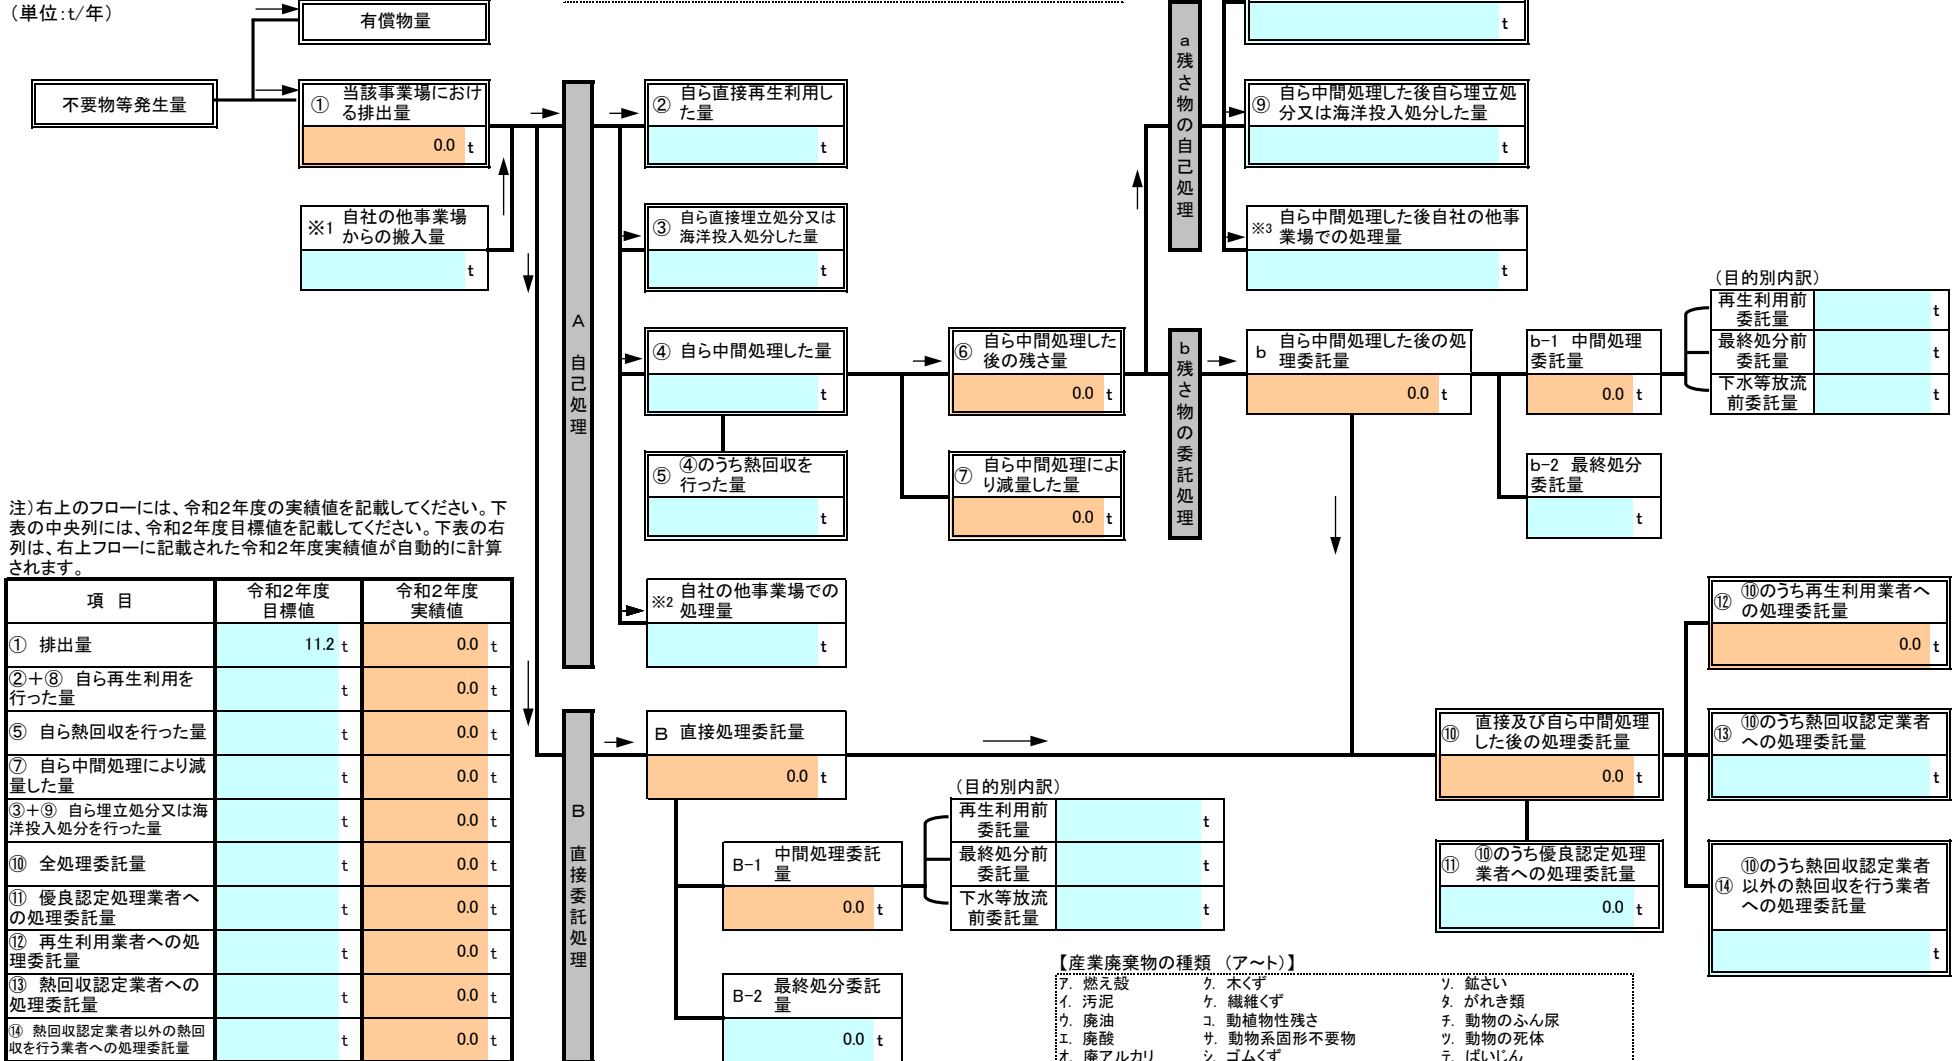 （単位：t/年）
有償物量
不要物等発生量
① 当該事業場におけ
る排出量
0.0 t
※1 自社の他事業場
からの搬入量
t
A 自己処理
② 自ら直接再生利用し
た量
t
③ 自ら直接埋立処分又は
海洋投入処分した量
t
④ 自ら中間処理した量
t
⑤ ④のうち熱回収を
行った量
t
※2 自社の他事業場での
処理量
t
⑥ 自ら中間処理した
後の残さ量
0.0 t
⑦ 自ら中間処理によ
り減量した量
0.0 t
a 残さ物の自己処理
t
⑨ 自ら中間処理した後自ら埋立処
分又は海洋投入処分した量
t
※3 自ら中間処理した後自社の他事
業場での処理量
t
b 残さ物の委託処理
b 自ら中間処理した後の処
理委託量
0.0 t
b-1 中間処理
委託量
0.0 t
b-2 最終処分
委託量
t
（目的別内訳）
再生利用前
委託量
t
最終処分前
委託量
t
下水等放流
前委託量
t
注）右上のフローには、令和２年度の実績値を記載してください。下
表の中央列には、令和２年度目標値を記載してください。下表の右
列は、右上フローに記載された令和２年度実績値が自動的に計算
されます。
項 目 令和２年度 目標値 令和２年度 実績値
① 排出量 11.2 t 0.0 t
②＋⑧ 自ら再生利用を
行った量 t 0.0 t
⑤ 自ら熱回収を行った量 t 0.0 t
⑦ 自ら中間処理により減
量した量 t 0.0 t
③＋⑨ 自ら埋立処分又は海
洋投入処分を行った量 t 0.0 t
⑩ 全処理委託量 t 0.0 t
⑪ 優良認定処理業者へ
の処理委託量 t 0.0 t
⑫ 再生利用業者への処
理委託量 t 0.0 t
⑬ 熱回収認定業者への
処理委託量 t 0.0 t
⑭ 熱回収認定業者以外の熱回
収を行う業者への処理委託量 t 0.0 t
B 直接委託処理
B 直接処理委託量
0.0 t
B-1 中間処理委託
量
0.0 t
B-2 最終処分委託
量
0.0 t
（目的別内訳）
再生利用前
委託量
t
最終処分前
委託量
t
下水等放流
前委託量
t
⑩ 直接及び自ら中間処理
した後の処理委託量
0.0 t
⑪ ⑩のうち優良認定処理
業者への処理委託量
0.0 t
⑫ ⑩のうち再生利用業者へ
の処理委託量
0.0 t
⑬ ⑩のうち熱回収認定業者
への処理委託量
t
⑭ ⑩のうち熱回収認定業者
以外の熱回収を行う業者
への処理委託量
t
【産業廃棄物の種類 （ア～ト）】
ア. 燃え殻 ク. 木くず ソ. 鉱さい
イ. 汚泥 ケ. 繊維くず タ. がれき類
ウ. 廃油 コ. 動植物性残さ チ. 動物のふん尿
エ. 廃酸 サ. 動物系固形不要物 ツ. 動物の死体
オ. 廃アルカリ シ. ゴムくず テ. ばいじん